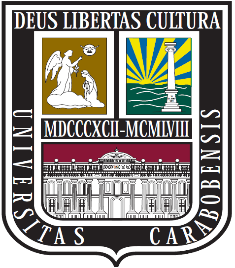 DEUS LIBERTAS CULTURA
MDCCCXCII-MCMLVIII
UNIVERSITAS
CARABOBENSIS